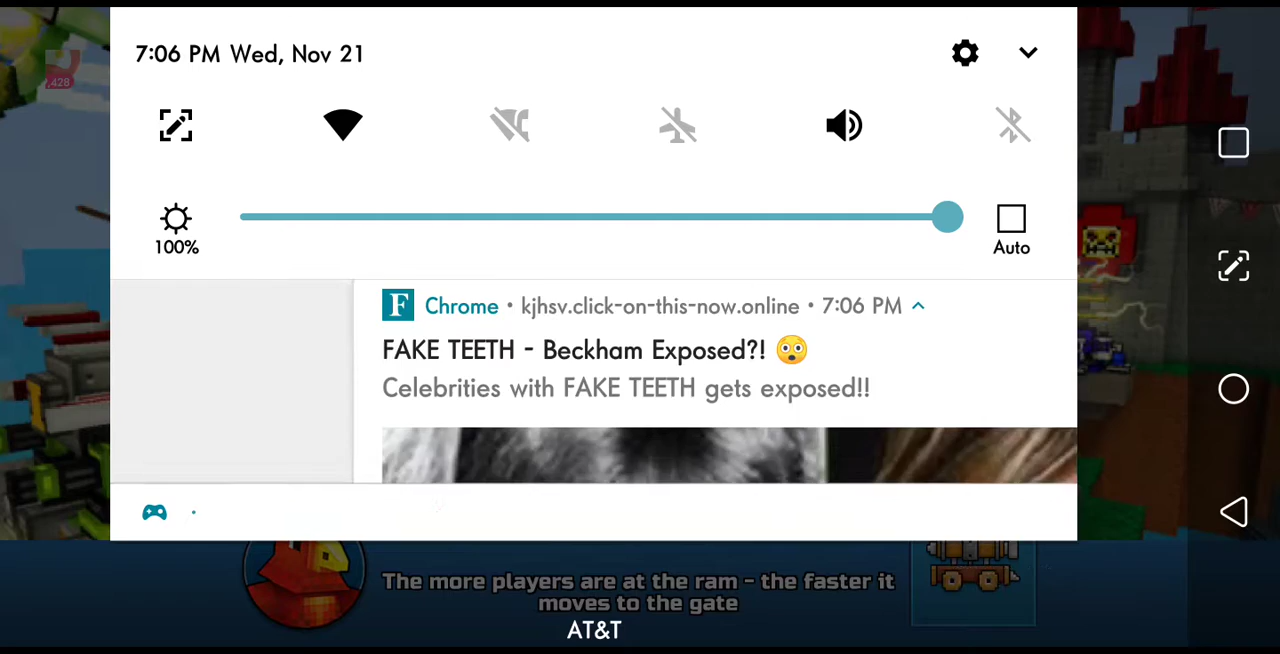 7:06 PM Wed, Nov 21
,428
100%
Auto
F Chrome • kjhsv.click-on-this-now.online • 7:06 PM
FAKE TEETH - Beckham Exposed?! 😲
Celebrities with FAKE TEETH gets exposed!!
The more players are at the ram - the faster it
moves to the gate
AT&T